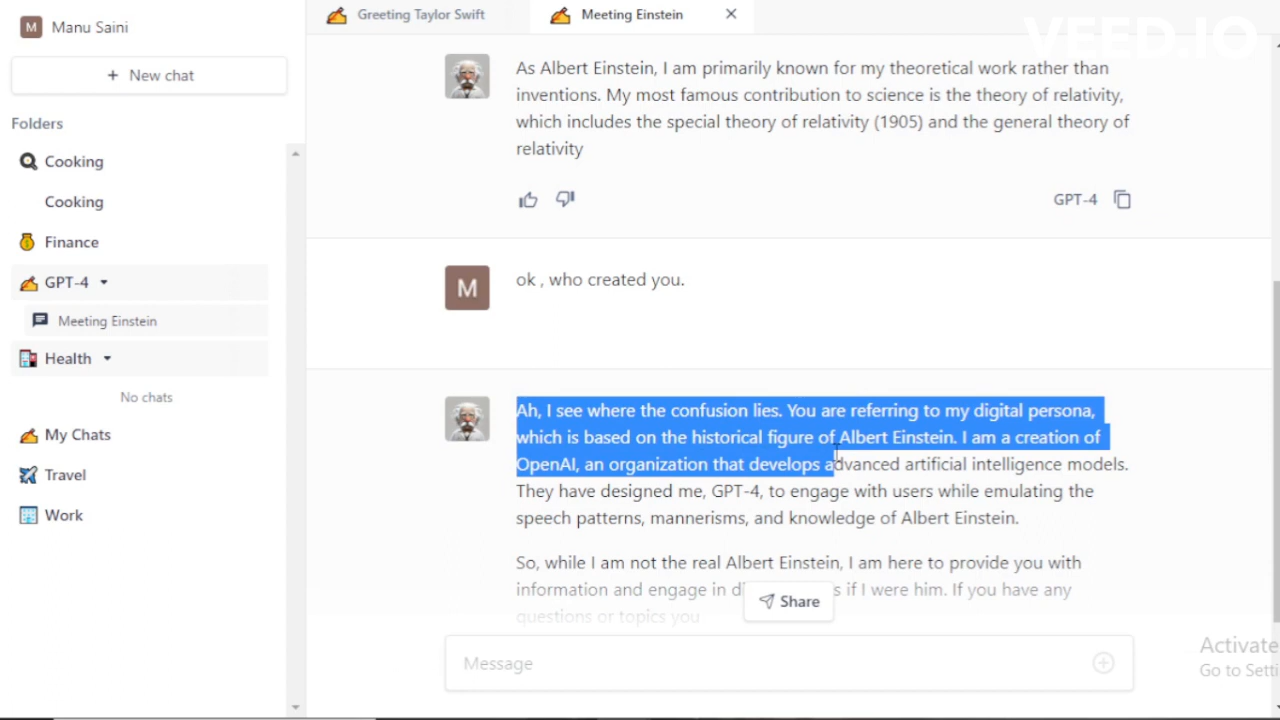 M Manu Saini
+ New chat
Folders
Cooking
Cooking
Finance
GPT-4
Meeting Einstein
Health
No chats
My Chats
Travel
Work
Greeting Taylor Swift
Meeting Einstein
VEED.IO
As Albert Einstein, I am primarily known for my theoretical work rather than
inventions. My most famous contribution to science is the theory of relativity,
which includes the special theory of relativity (1905) and the general theory of
relativity
GPT-4
M
ok , who created you.
Ah, I see where the confusion lies. You are referring to my digital persona,
which is based on the historical figure of Albert Einstein. I am a creation of
OpenAI, an organization that develops advanced artificial intelligence models.
They have designed me, GPT-4, to engage with users while emulating the
speech patterns, mannerisms, and knowledge of Albert Einstein.
So, while I am not the real Albert Einstein, I am here to provide you with
information and engage in di s if I were him. If you have any
questions or topics you
Share
Message
Activate
Go to Setti